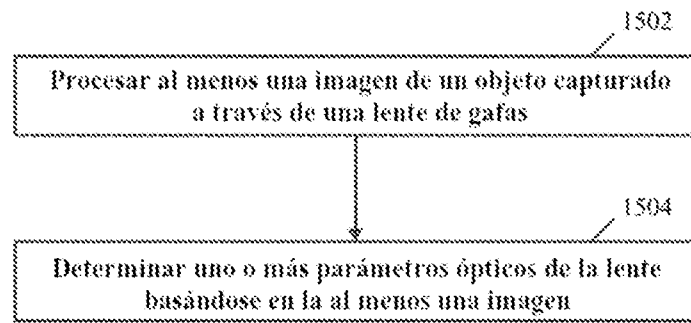 1502
Procesar al menos una imagen de un objeto capturado
a través de una lente de gafas
1504
Determinar uno o más parámetros ópticos de la lente
basándose en la al menos una imagen